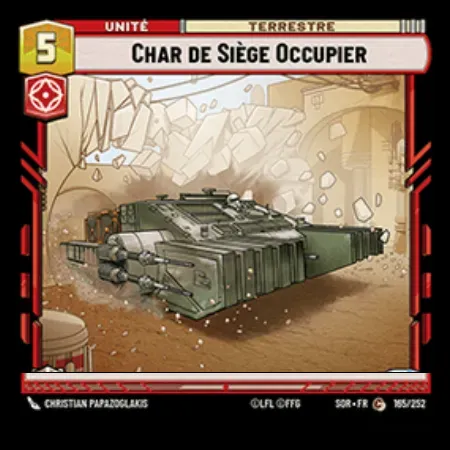 UNITÉ TERRESTRE
5 CHAR DE SIÈGE OCCUPIER
CHRISTIAN PAPAZOGLAKIS ©LFL ©FFG SOR • FR C 165/252